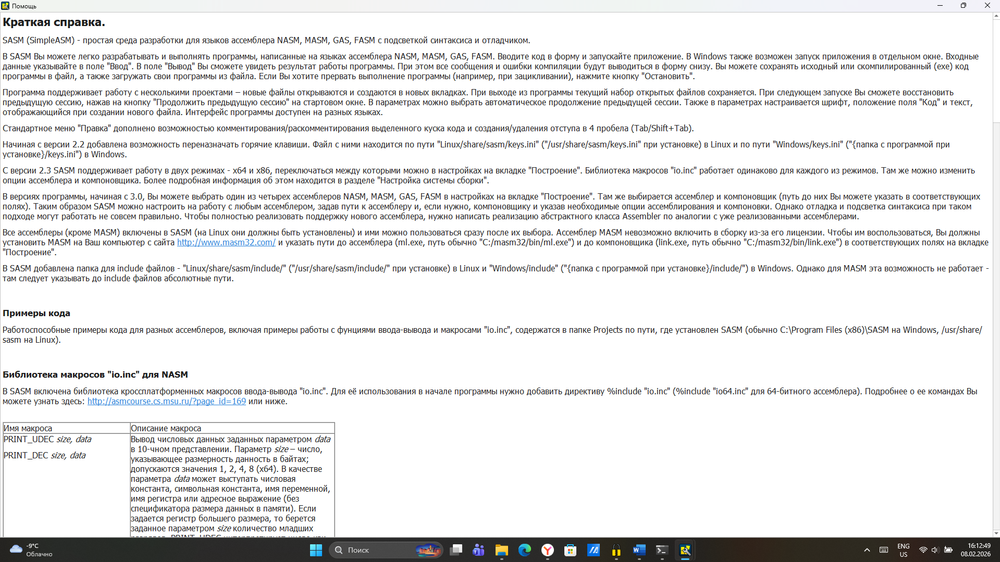 Помощь
Краткая справка.
SASM (SimpleASM) - простая среда разработки для языков ассемблера NASM, MASM, GAS, FASM с подсветкой синтаксиса и отладчиком.
В SASM Вы можете легко разрабатывать и выполнять программы, написанные на языках ассемблера NASM, MASM, GAS, FASM. Вводите код в форму и запускайте приложение. В Windows также возможен запуск приложения в отдельном окне. Входные
данные указывайте в поле "Ввод". В поле "Вывод" Вы сможете увидеть результат работы программы. При этом все сообщения и ошибки компиляции будут выводиться в форму снизу. Вы можете сохранять исходный или скомпилированный (exe) код
программы в файл, а также загружать свои программы из файла. Если Вы хотите прервать выполнение программы (например, при зацикливании), нажмите кнопку "Остановить".
Программа поддерживает работу с несколькими проектами – новые файлы открываются и создаются в новых вкладках. При выходе из программы текущий набор открытых файлов сохраняется. При следующем запуске Вы сможете восстановить
предыдущую сессию, нажав на кнопку "Продолжить предыдущую сессию" на стартовом окне. В параметрах можно выбрать автоматическое продолжение предыдущей сессии. Также в параметрах настраивается шрифт, положение поля "Код" и текст,
отображающийся при создании нового файла. Интерфейс программы доступен на разных языках.
Стандартное меню "Правка" дополнено возможностью комментирования/раскомментирования выделенного куска кода и создания/удаления отступа в 4 пробела (Tab/Shift+Tab).
Начиная с версии 2.2 добавлена возможность переназначать горячие клавиши. Файл с ними находится по пути "Linux/share/sasm/keys.ini" ("/usr/share/sasm/keys.ini" при установке) в Linux и по пути "Windows/keys.ini" ("{папка с программой при
установке}/keys.ini") в Windows.
С версии 2.3 SASM поддерживает работу в двух режимах - x64 и x86, переключаться между которыми можно в настройках на вкладке "Построение". Библиотека макросов "io.inc" работает одинаково для каждого из режимов. Там же можно изменить
опции ассемблера и компоновщика. Более подробная информация об этом находится в разделе "Настройка системы сборки".
В версиях программы, начиная с 3.0, Вы можете выбрать один из четырех ассемблеров NASM, MASM, GAS, FASM в настройках на вкладке "Построение". Там же выбирается ассемблер и компоновщик (путь до них Вы можете указать в соответствующих
полях). Таким образом SASM можно настроить на работу с любым ассемблером, задав пути к ассемблеру и, если нужно, компоновщику и указав необходимые опции ассемблирования и компоновки. Однако отладка и подсветка синтаксиса при таком
подходе могут работать не совсем правильно. Чтобы полностью реализовать поддержку нового ассемблера, нужно написать реализацию абстрактного класса Assembler по аналогии с уже реализованными ассемблерами.
Все ассемблеры (кроме MASM) включены в SASM (на Linux они должны быть установлены) и ими можно пользоваться сразу после их выбора. Ассемблер MASM невозможно включить в сборку из-за его лицензии. Чтобы им воспользоваться, Вы должны
установить MASM на Ваш компьютер с сайта http://www.masm32.com/ и указать пути до ассемблера (ml.exe, путь обычно "C:/masm32/bin/ml.exe") и до компоновщика (link.exe, путь обычно "C:/masm32/bin/link.exe") в соответствующих полях на вкладке
"Построение".
В SASM добавлена папка для include файлов - "Linux/share/sasm/include/" ("/usr/share/sasm/include/" при установке) в Linux и "Windows/include" ("{папка с программой при установке}/include/") в Windows. Однако для MASM эта возможность не работает -
там следует указывать до include файлов абсолютные пути.
Примеры кода
Работоспособные примеры кода для разных ассемблеров, включая примеры работы с фунциями ввода-вывода и макросами "io.inc", содержатся в папке Projects по пути, где установлен SASM (обычно C:\Program Files (x86)\SASM на Windows, /usr/share/
sasm на Linux).
Библиотека макросов "io.inc" для NASM
В SASM включена библиотека кроссплатформенных макросов ввода-вывода "io.inc". Для её использования в начале программы нужно добавить директиву %include "io.inc" (%include "io64.inc" для 64-битного ассемблера). Подробнее о ее командах Вы
можете узнать здесь: http://asmcourse.cs.msu.ru/?page_id=169 или ниже.
Имя макроса
Описание макроса
PRINT_UDEC size, data
PRINT_DEC size, data
Вывод числовых данных заданных параметром data
в 10-чном представлении. Параметр size – число,
указывающее размерность данность в байтах;
допускаются значения 1, 2, 4, 8 (x64). В качестве
параметра data может выступать числовая
константа, символьная константа, имя переменной,
имя регистра или адресное выражение (без
спецификатора размера данных в памяти). Если
задается регистр большего размера, то берется
заданное параметром size количество младших
-9°C
Облачно
Поиск
ENG
US
16:12:49
08.02.2026